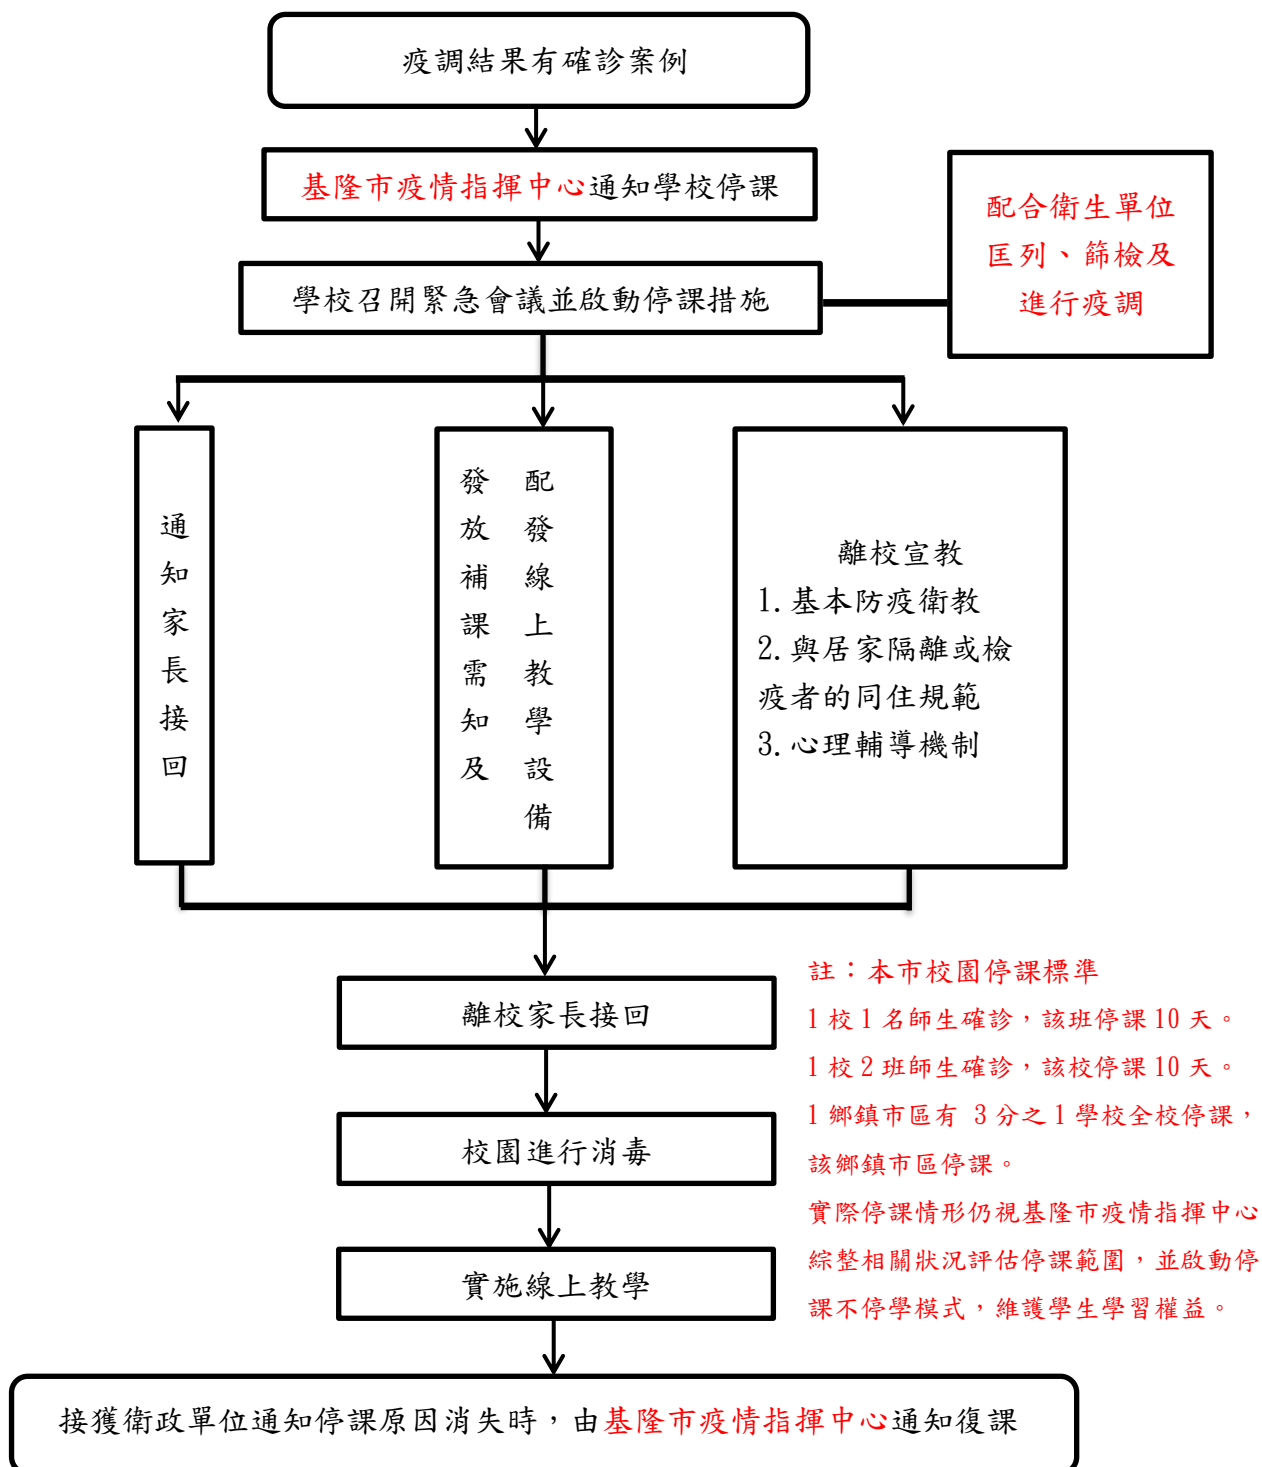 疫調結果有確診案例
基隆市疫情指揮中心通知學校停課
配合衛生單位
匡列、篩檢及
進行疫調
學校召開緊急會議並啟動停課措施
通知家長接回
發放補課需知及
配發線上教學設備
離校宣教
1.基本防疫衛教
2.與居家隔離或檢
疫者的同住規範
3.心理輔導機制
離校家長接回
校園進行消毒
實施線上教學
註：本市校園停課標準
1校1名師生確診，該班停課10天。
1校2班師生確診，該校停課10天。
1鄉鎮市區有 3分之1學校全校停課，
該鄉鎮市區停課。
實際停課情形仍視基隆市疫情指揮中心
綜整相關狀況評估停課範圍，並啟動停
課不停學模式，維護學生學習權益。
接獲衛政單位通知停課原因消失時，由基隆市疫情指揮中心通知復課